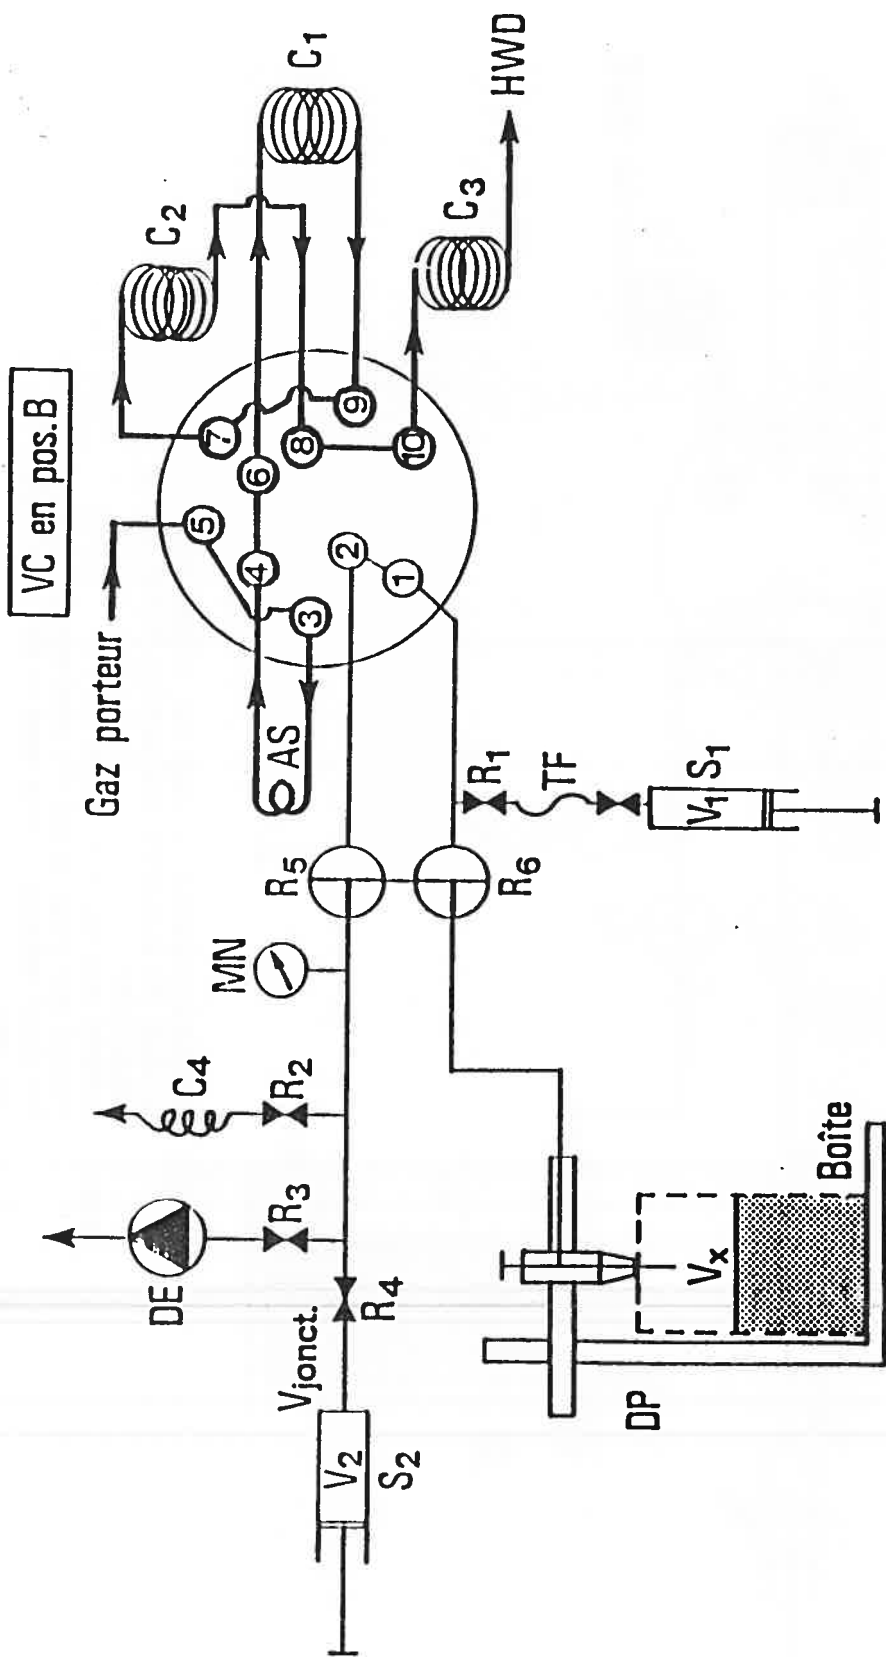 VC en pos.B
Gaz porteur
C2
C1
C3
HWD
AS
5
7
4
6
3
8
9
2
10
1
R1
TF
V1
S1
R5
R6
MN
C4
R2
DE
R3
R4
Vjonct.
V2
S2
DP
Vx
Boîte